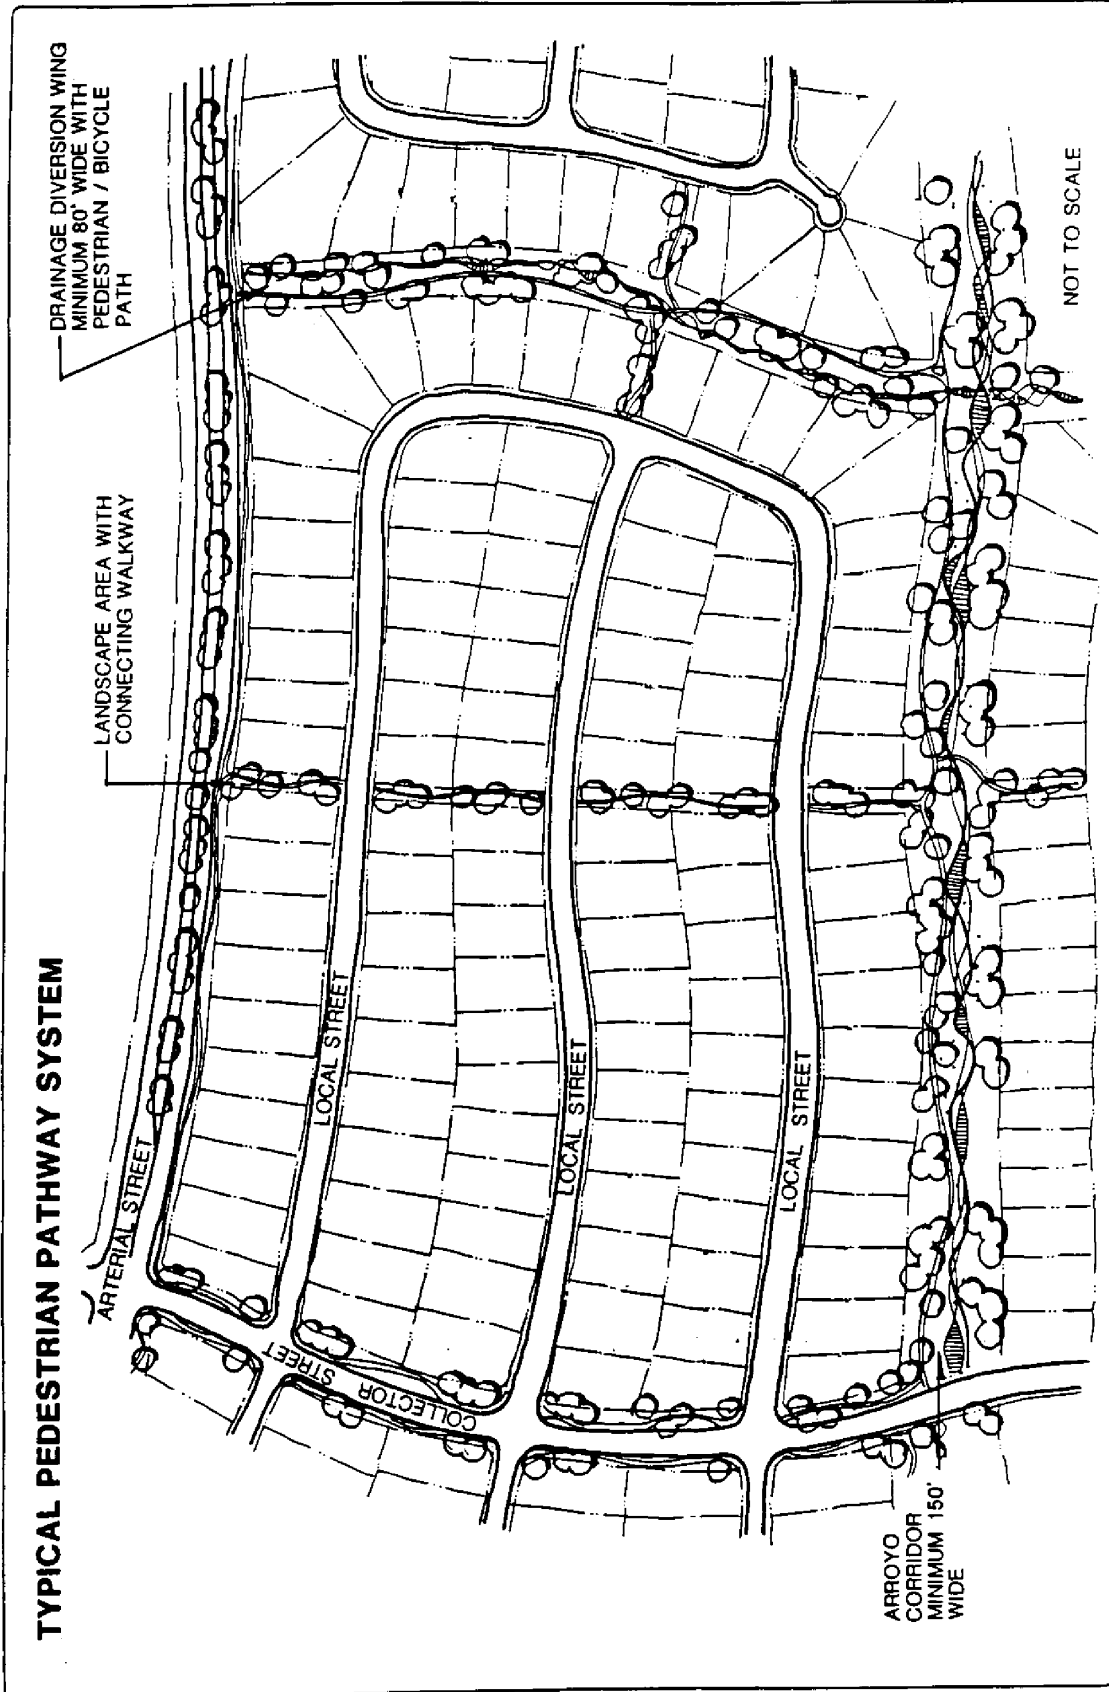 TYPICAL PEDESTRIAN PATHWAY SYSTEM
DRAINAGE DIVERSION WING
MINIMUM 80' WIDE WITH
PEDESTRIAN / BICYCLE
PATH
LANDSCAPE AREA WITH
CONNECTING WALKWAY
ARTERIAL STREET
LOCAL STREET
COLLECTOR STREET
LOCAL STREET
LOCAL STREET
ARROYO
CORRIDOR
MINIMUM 150'
WIDE
NOT TO SCALE